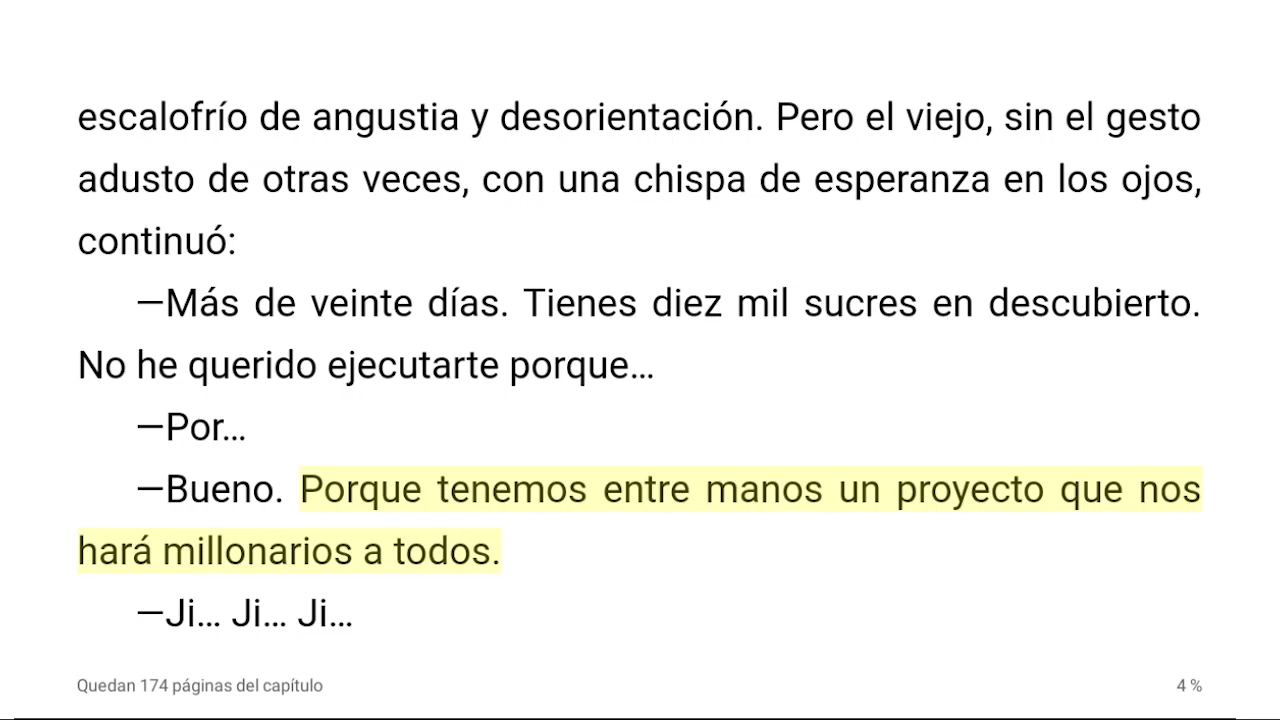 escalofrío de angustia y desorientación. Pero el viejo, sin el gesto
adusto de otras veces, con una chispa de esperanza en los ojos,
continuó:
—Más de veinte días. Tienes diez mil sucres en descubierto.
No he querido ejecutarte porque…
—Por…
—Bueno. Porque tenemos entre manos un proyecto que nos
hará millonarios a todos.
—Ji… Ji… Ji…
Quedan 174 páginas del capítulo 4 %